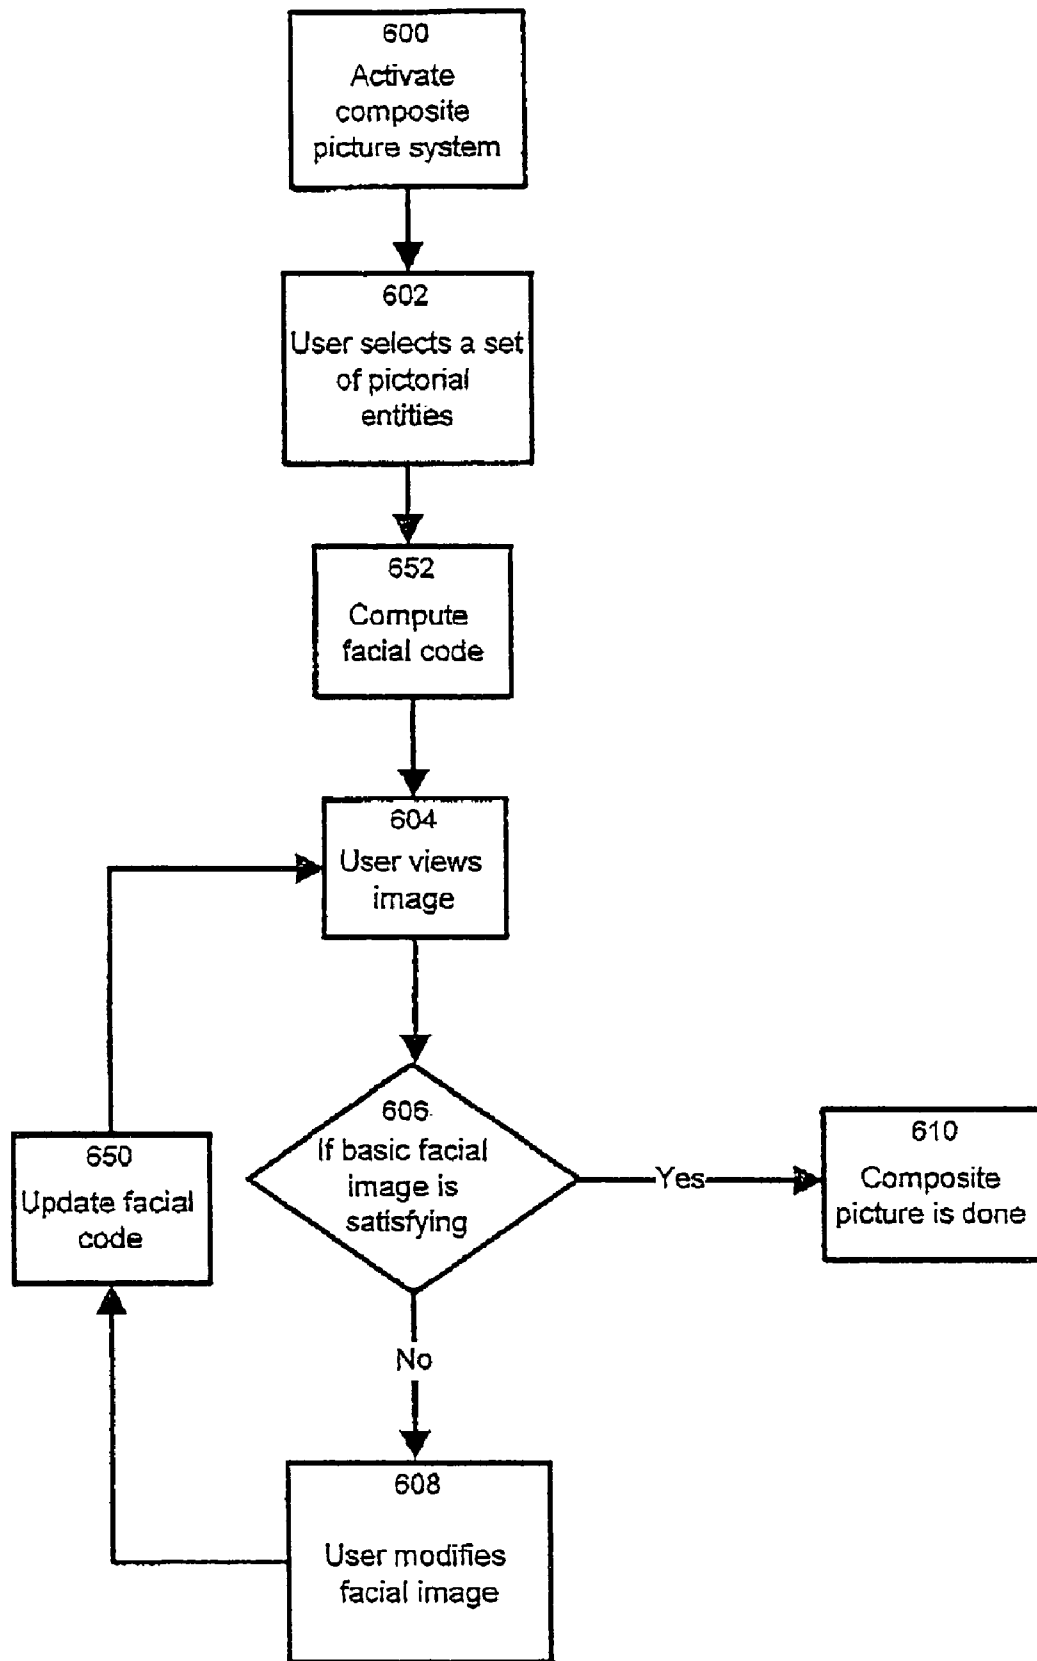 600
Activate
composite
picture system
602
User selects a set
of pictorial
entities
652
Compute
facial code
604
User views
image
606
If basic facial
image is
satisfying
Yes
610
Composite
picture is done
650
Update facial
code
No
608
User modifies
facial image